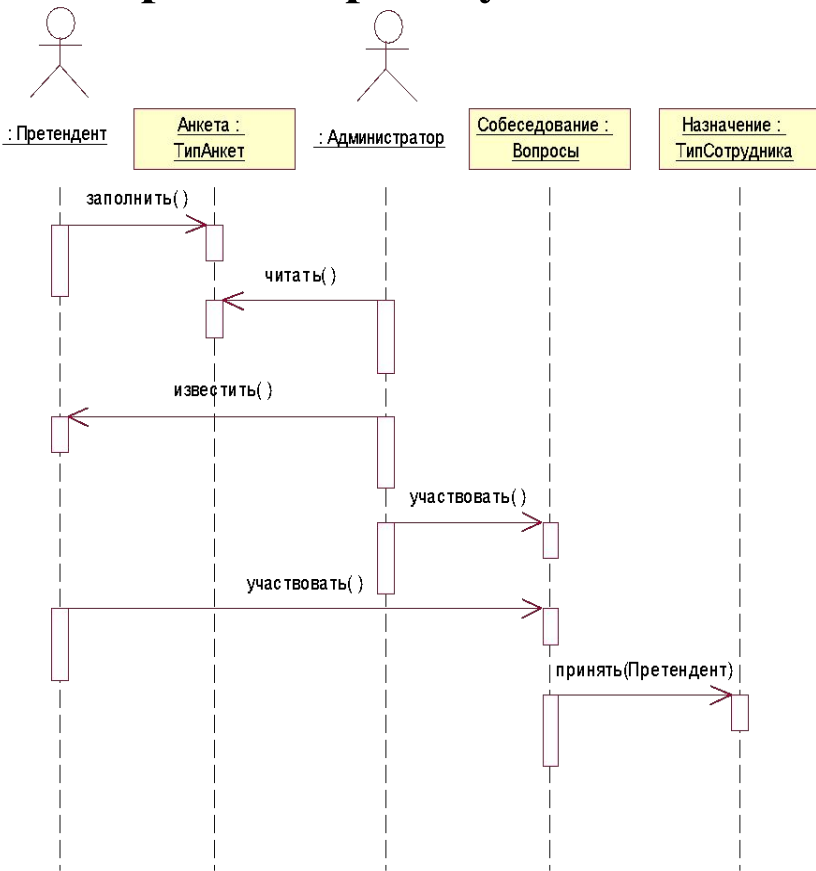 : Претендент
Анкета :
ТипАнкет
: Администратор
Собеседование :
Вопросы
Назначение :
ТипСотрудника
заполнить( )
читать( )
известить( )
участвовать( )
участвовать( )
принять(Претендент)